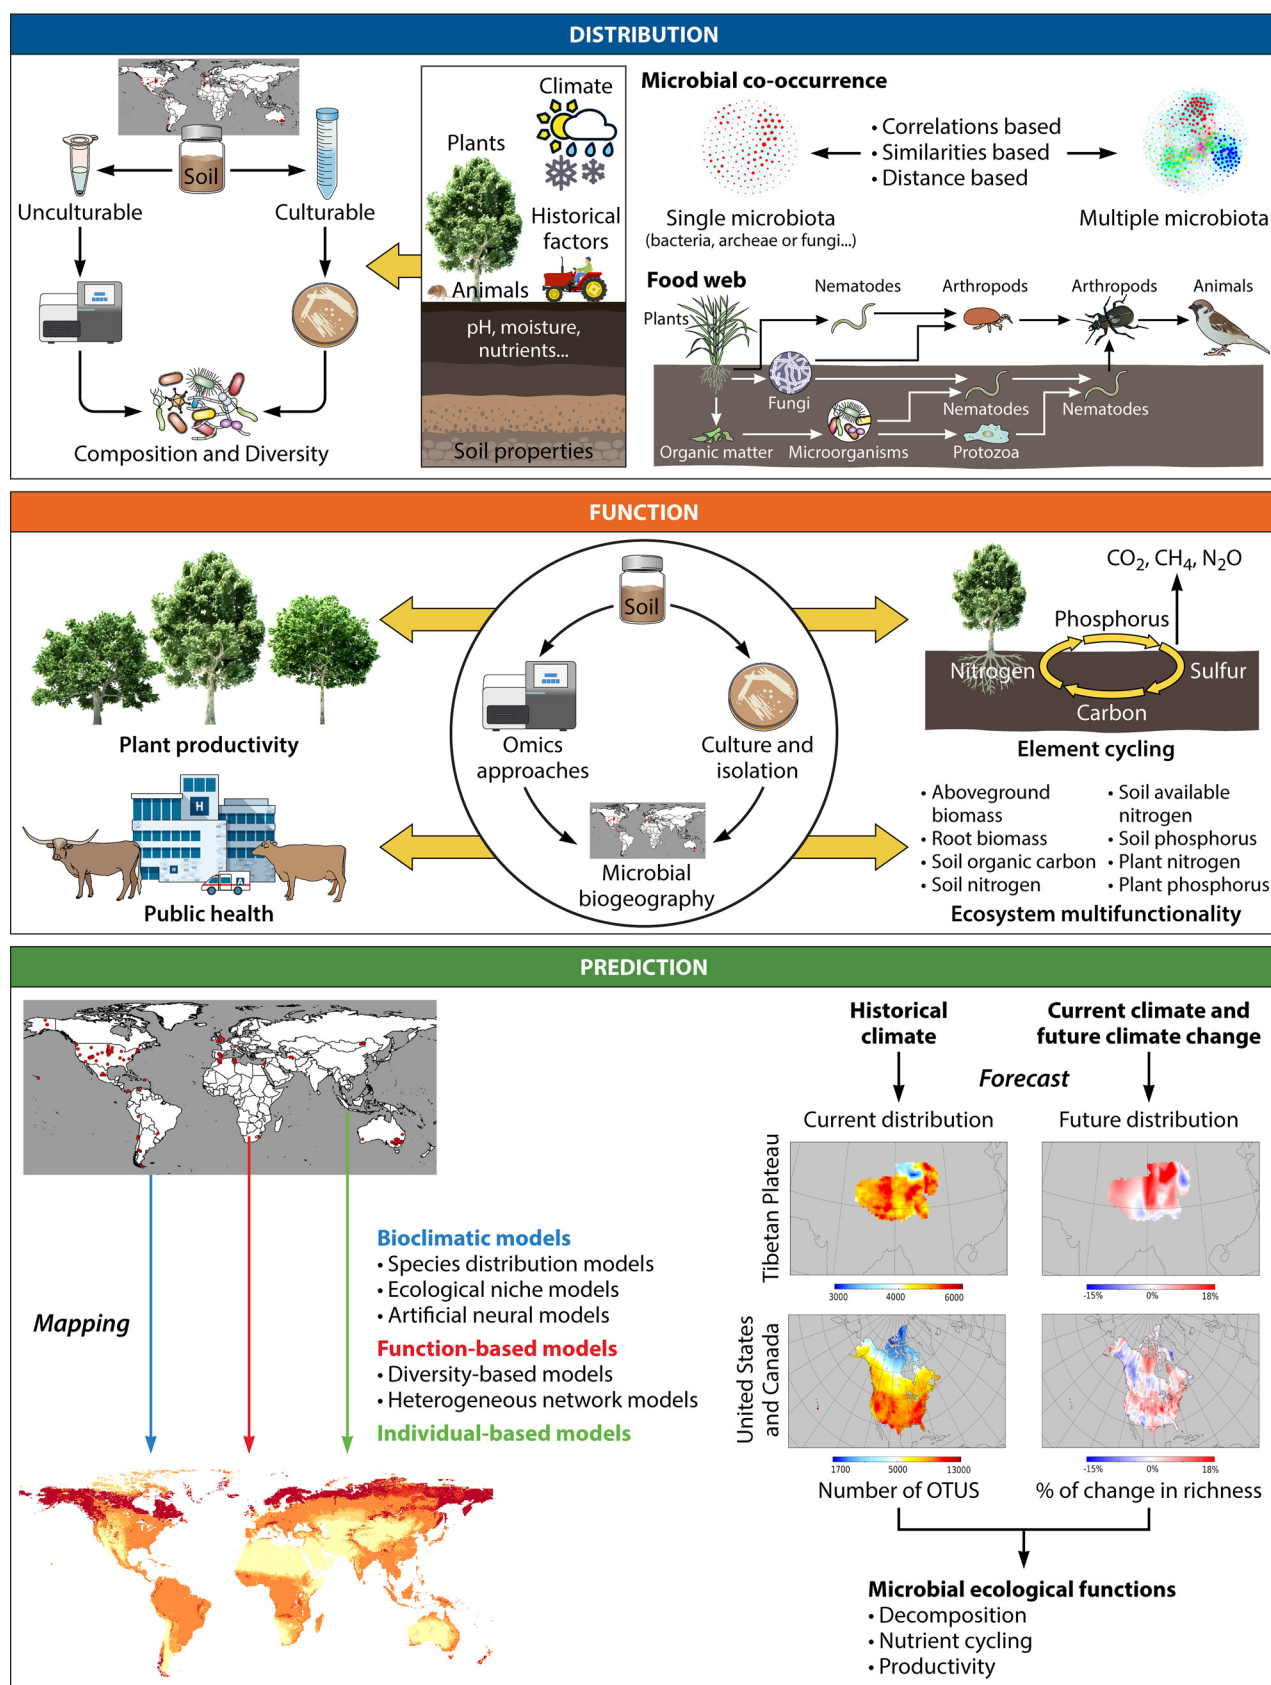 DISTRIBUTION
Soil
Unculturable
Culturable
Composition and Diversity
Climate
Plants
Historical
factors
Animals
pH, moisture,
nutrients...
Soil properties
Microbial co-occurrence
• Correlations based
• Similarities based
• Distance based
Single microbiota
(bacteria, archeae or fungi...)
Multiple microbiota
Food web
Plants
Nematodes
Arthropods
Arthropods
Animals
Fungi
Nematodes
Nematodes
Organic matter
Microorganisms
Protozoa
FUNCTION
Plant productivity
H
H
A
Public health
Soil
Omics
approaches
Culture and
isolation
Microbial
biogeography
CO2, CH4, N2O
Phosphorus
Nitrogen
Sulfur
Carbon
Element cycling
• Aboveground
biomass
• Root biomass
• Soil organic carbon
• Soil nitrogen
• Soil available
nitrogen
• Soil phosphorus
• Plant nitrogen
• Plant phosphorus
Ecosystem multifunctionality
PREDICTION
Mapping
Bioclimatic models
• Species distribution models
• Ecological niche models
• Artificial neural models
Function-based models
• Diversity-based models
• Heterogeneous network models
Individual-based models
Historical
climate
Current climate and
future climate change
Forecast
Current distribution
Future distribution
Tibetan Plateau
3000 4000 6000
-15% 0% 18%
United States
and Canada
1700 5000 13000
-15% 0% 18%
Number of OTUS
% of change in richness
Microbial ecological functions
• Decomposition
• Nutrient cycling
• Productivity